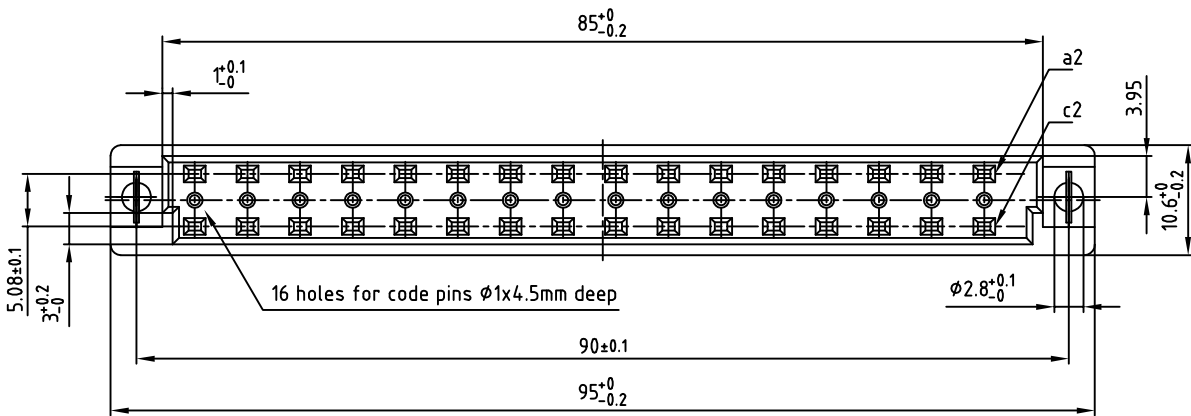 85+0-0.2
1+0.1-0
a2
c2
3.95
10.6+0-0.2
5.08±0.1
3+0.2-0
16 holes for code pins Ø1x4.5mm deep
Ø2.8+0.1-0
90±0.1
95+0-0.2